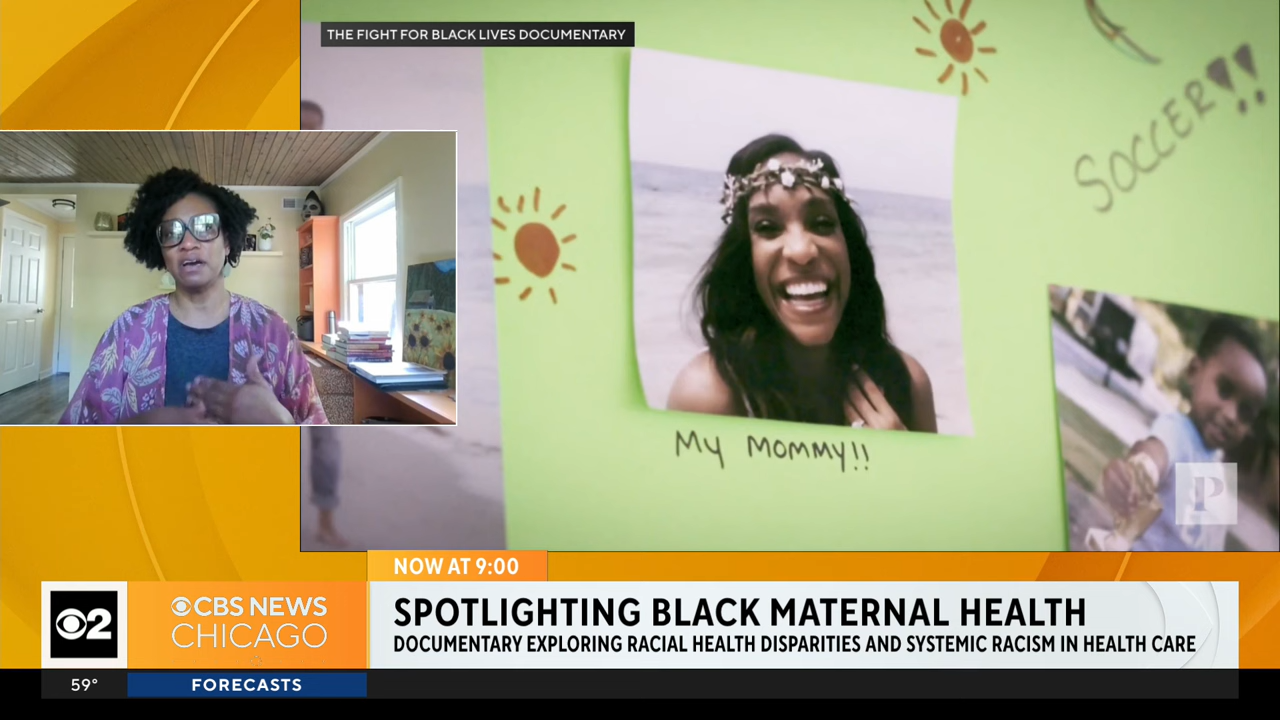 THE FIGHT FOR BLACK LIVES DOCUMENTARY
SOCCER!!
My MOMMY!!
P
NOW AT 9:00
2
CBS NEWS
CHICAGO
SPOTLIGHTING BLACK MATERNAL HEALTH
DOCUMENTARY EXPLORING RACIAL HEALTH DISPARITIES AND SYSTEMIC RACISM IN HEALTH CARE
59°
FORECASTS